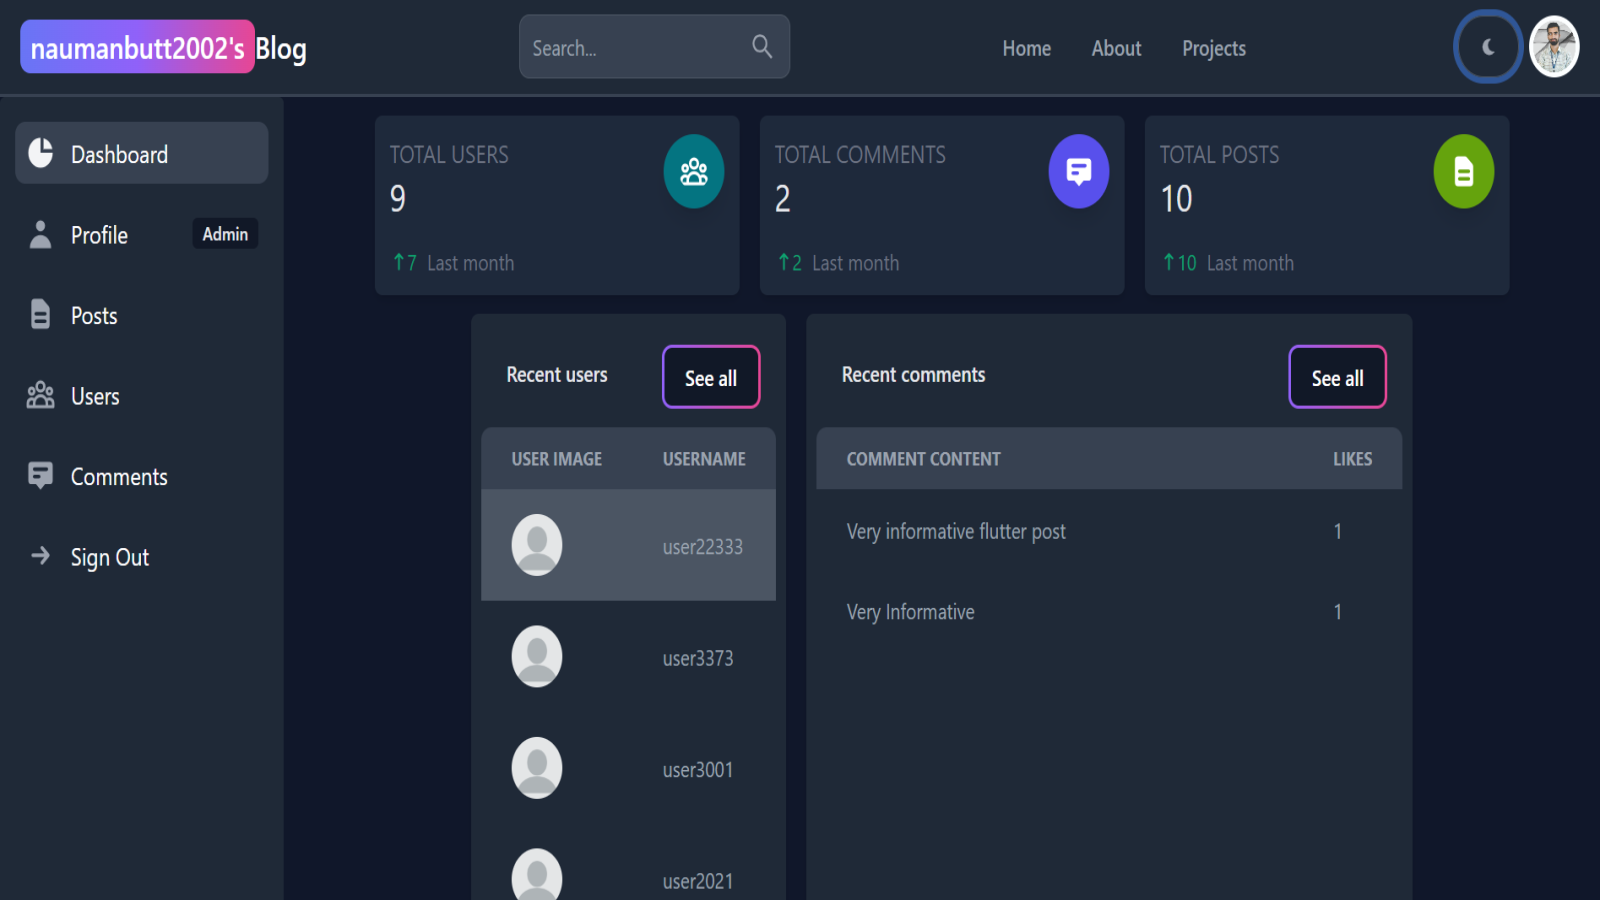 naumanbutt2002's Blog
Search...
Home
About
Projects
Dashboard
Profile
Admin
Posts
Users
Comments
Sign Out
TOTAL USERS
9
7 Last month
TOTAL COMMENTS
2
2 Last month
TOTAL POSTS
10
10 Last month
Recent users
See all
USER IMAGE USERNAME
user22333
user3373
user3001
user2021
Recent comments
See all
COMMENT CONTENT LIKES
Very informative flutter post 1
Very Informative 1